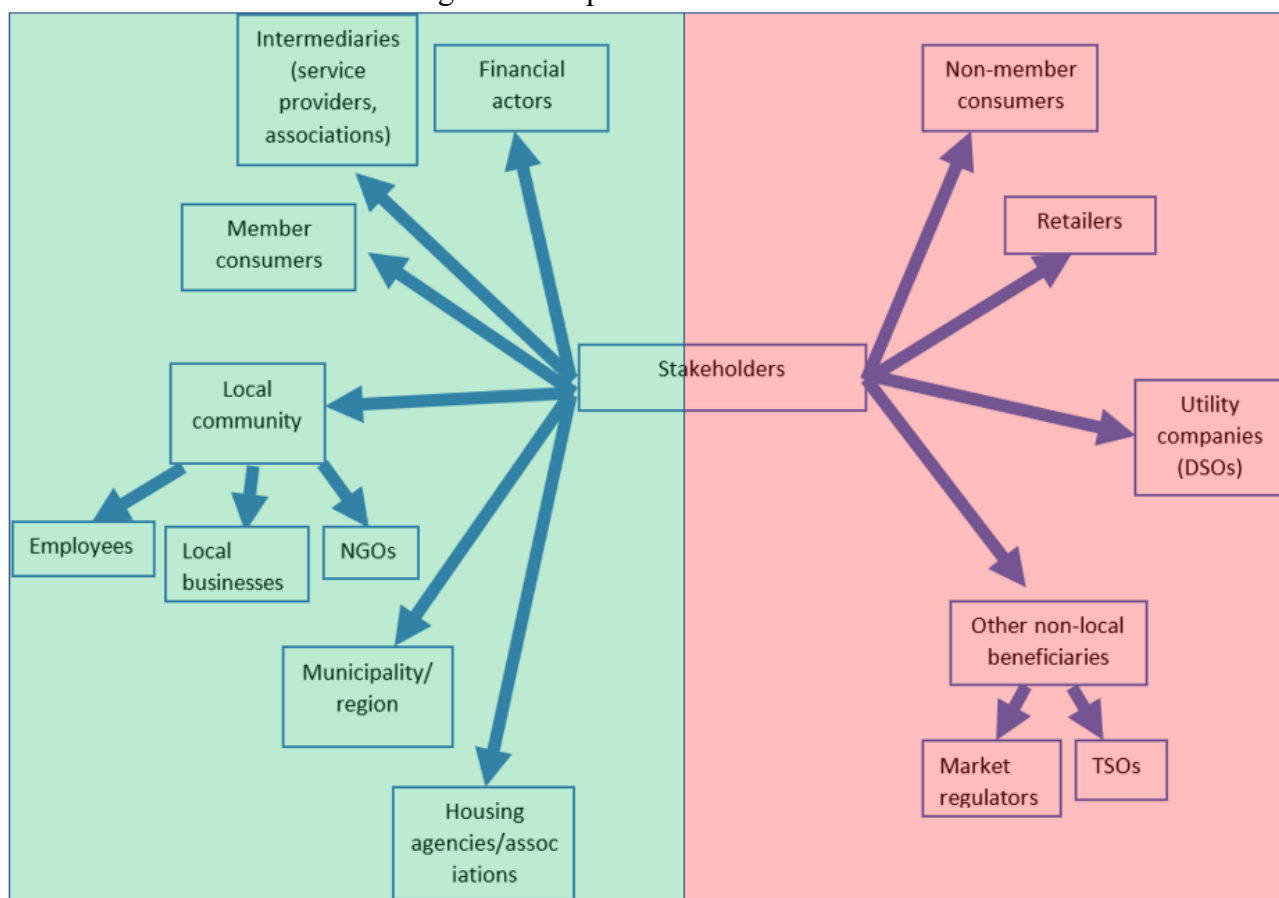 Intermediaries
(service
providers,
associations)
Financial
actors
Non-member
consumers
Member
consumers
Retailers
Stakeholders
Local
community
Utility
companies
(DSOs)
Employees
Local
businesses
NGOs
Municipality/
region
Other non-local
beneficiaries
Market
regulators
TSOs
Housing
agencies/assoc
iations